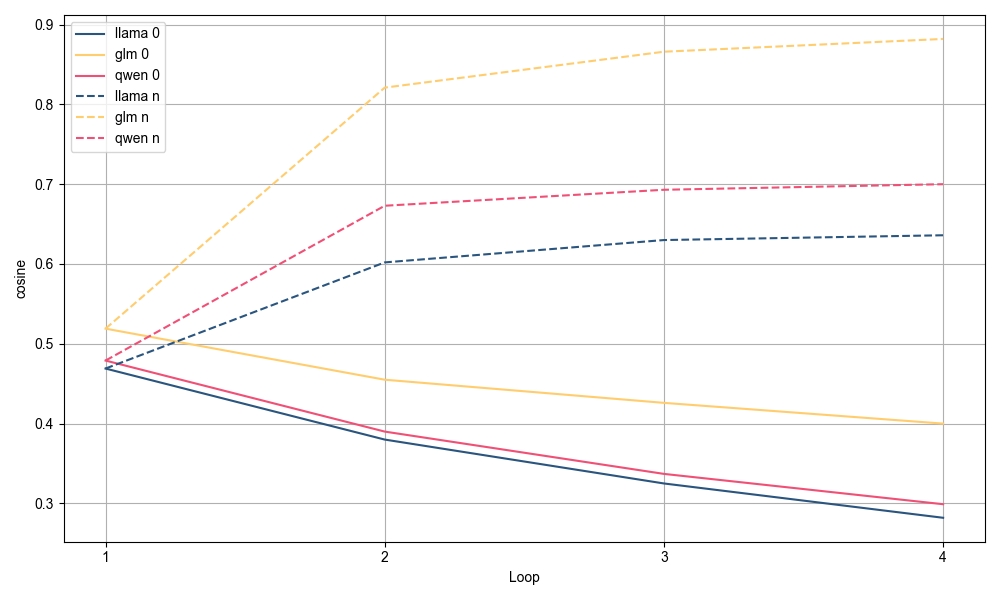 0.9
0.8
0.7
0.6
0.5
0.4
0.3
cosine
llama 0
glm 0
qwen 0
llama n
glm n
qwen n
1 2 3 4
Loop